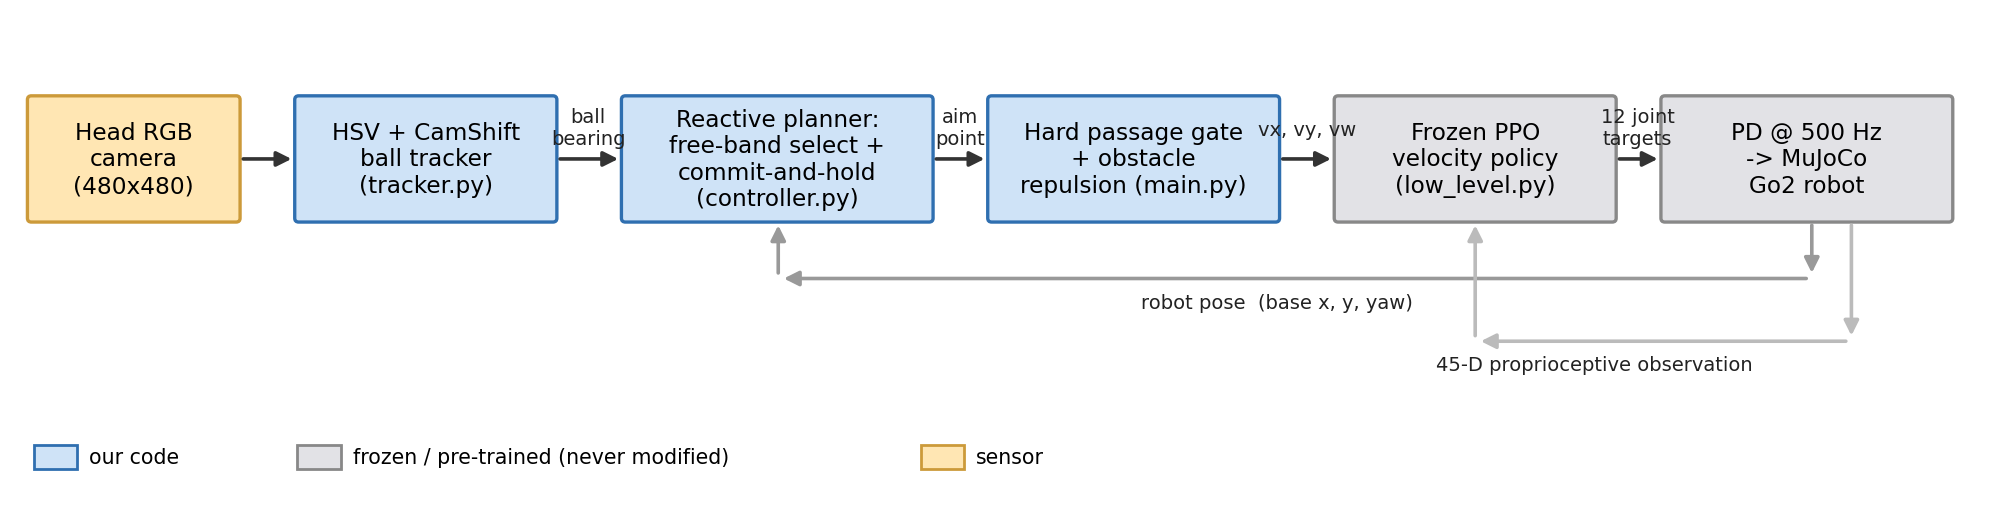 Head RGB
camera
(480x480)
HSV + CamShift
ball tracker
(tracker.py)
ball
bearing
Reactive planner:
free-band select +
commit-and-hold
(controller.py)
aim
point
Hard passage gate
+ obstacle
repulsion (main.py)
vx, vy, vw
Frozen PPO
velocity policy
(low_level.py)
12 joint
targets
PD @ 500 Hz
-> MuJoCo
Go2 robot
robot pose  (base x, y, yaw)
45-D proprioceptive observation
our code
frozen / pre-trained (never modified)
sensor